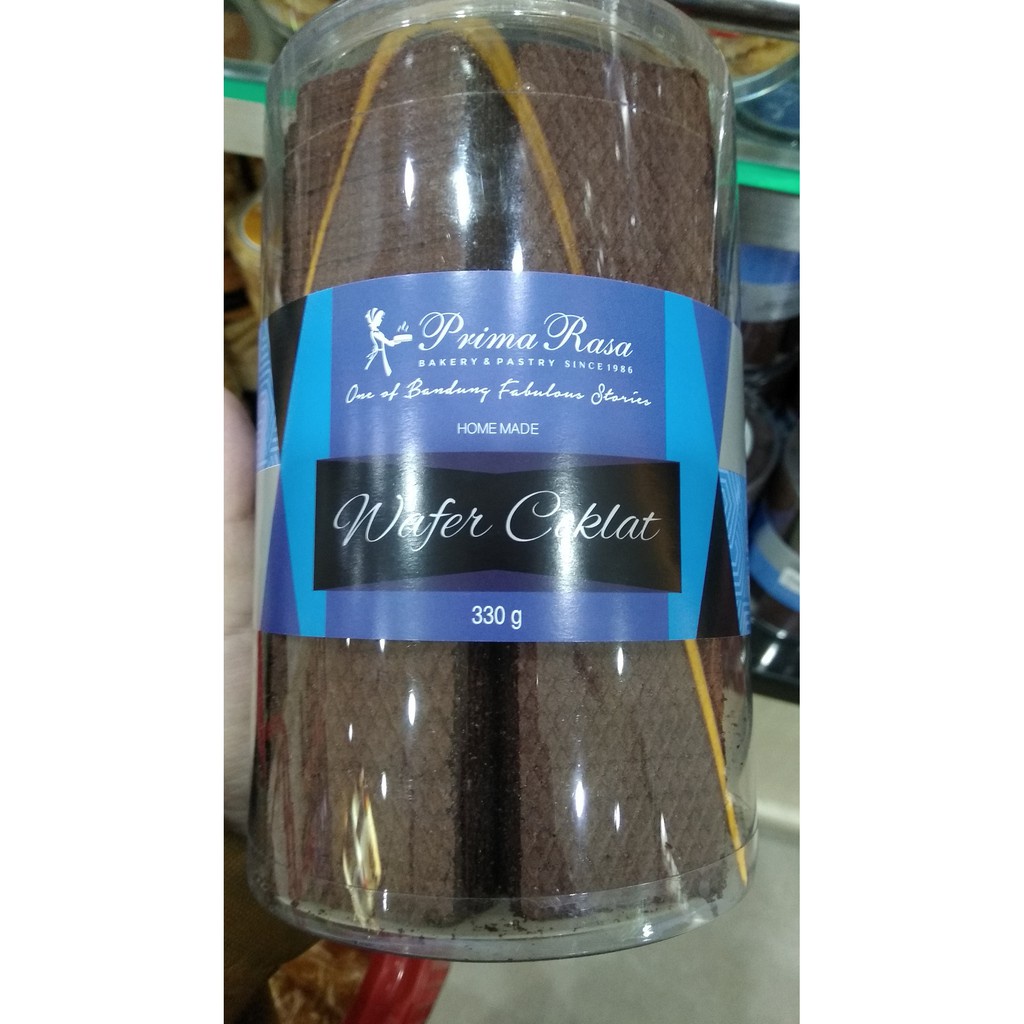 Prima Rasa
BAKERY & PASTRY SINCE 1986
One of Bandung Fabulous Stories
HOME MADE
Wafer Coklat
330 g